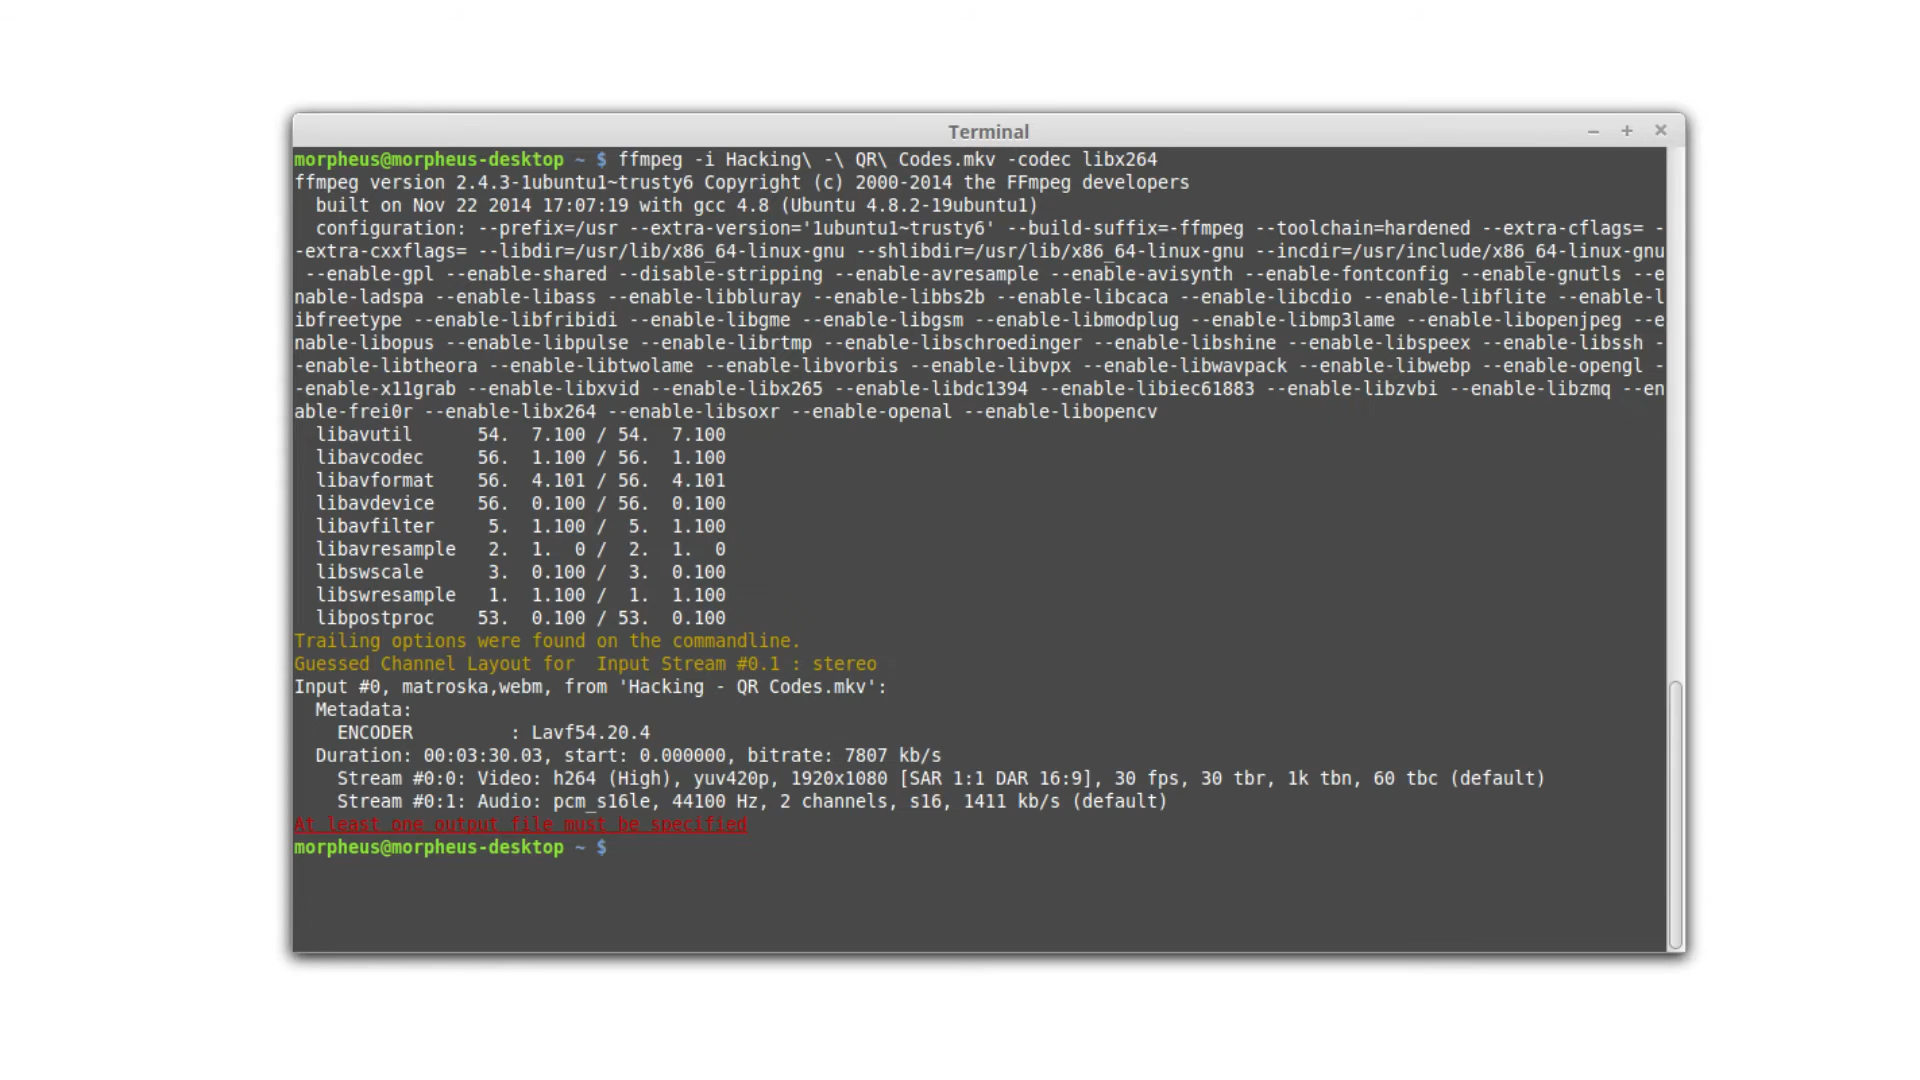 Terminal
morpheus@morpheus-desktop ~ $ ffmpeg -i Hacking\ -\ QR\ Codes.mkv -codec libx264
ffmpeg version 2.4.3-1ubuntu1~trusty6 Copyright (c) 2000-2014 the FFmpeg developers
  built on Nov 22 2014 17:07:19 with gcc 4.8 (Ubuntu 4.8.2-19ubuntu1)
  configuration: --prefix=/usr --extra-version='1ubuntu1~trusty6' --build-suffix=-ffmpeg --toolchain=hardened --extra-cflags= -
-extra-cxxflags= --libdir=/usr/lib/x86_64-linux-gnu --shlibdir=/usr/lib/x86_64-linux-gnu --incdir=/usr/include/x86_64-linux-gnu
 --enable-gpl --enable-shared --disable-stripping --enable-avresample --enable-avisynth --enable-fontconfig --enable-gnutls --e
nable-ladspa --enable-libass --enable-libbluray --enable-libbs2b --enable-libcaca --enable-libcdio --enable-libflite --enable-l
ibfreetype --enable-libfribidi --enable-libgme --enable-libgsm --enable-libmodplug --enable-libmp3lame --enable-libopenjpeg --e
nable-libopus --enable-libpulse --enable-librtmp --enable-libschroedinger --enable-libshine --enable-libspeex --enable-libssh -
-enable-libtheora --enable-libtwolame --enable-libvorbis --enable-libvpx --enable-libwavpack --enable-libwebp --enable-opengl -
-enable-x11grab --enable-libxvid --enable-libx265 --enable-libdc1394 --enable-libiec61883 --enable-libzvbi --enable-libzmq --en
able-frei0r --enable-libx264 --enable-libsoxr --enable-openal --enable-libopencv
  libavutil      54.  7.100 / 54.  7.100
  libavcodec     56.  1.100 / 56.  1.100
  libavformat    56.  4.101 / 56.  4.101
  libavdevice    56.  0.100 / 56.  0.100
  libavfilter     5.  1.100 /  5.  1.100
  libavresample   2.  1.  0 /  2.  1.  0
  libswscale      3.  0.100 /  3.  0.100
  libswresample   1.  1.100 /  1.  1.100
  libpostproc    53.  0.100 / 53.  0.100
Trailing options were found on the commandline.
Guessed Channel Layout for  Input Stream #0.1 : stereo
Input #0, matroska,webm, from 'Hacking - QR Codes.mkv':
  Metadata:
    ENCODER         : Lavf54.20.4
  Duration: 00:03:30.03, start: 0.000000, bitrate: 7807 kb/s
    Stream #0:0: Video: h264 (High), yuv420p, 1920x1080 [SAR 1:1 DAR 16:9], 30 fps, 30 tbr, 1k tbn, 60 tbc (default)
    Stream #0:1: Audio: pcm_s16le, 44100 Hz, 2 channels, s16, 1411 kb/s (default)
At least one output file must be specified
morpheus@morpheus-desktop ~ $